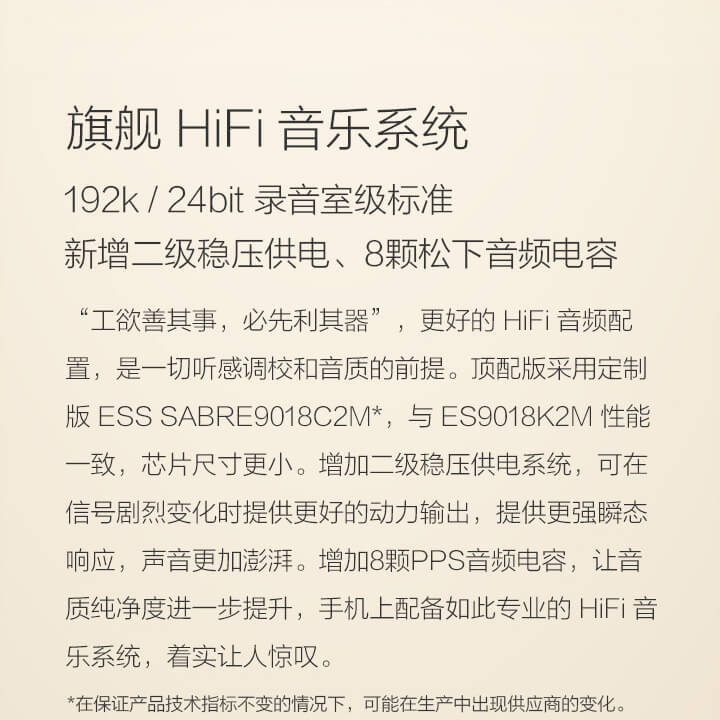 旗舰 HiFi 音乐系统
192k / 24bit 录音室级标准
新增二级稳压供电、8颗松下音频电容
“工欲善其事，必先利其器”，更好的 HiFi 音频配
置，是一切听感调校和音质的前提。顶配版采用定制
版 ESS SABRE9018C2M*，与 ES9018K2M 性能
一致，芯片尺寸更小。增加二级稳压供电系统，可在
信号剧烈变化时提供更好的动力输出，提供更强瞬态
响应，声音更加澎湃。增加8颗PPS音频电容，让音
质纯净度进一步提升，手机上配备如此专业的 HiFi 音
乐系统，着实让人惊叹。
*在保证产品技术指标不变的情况下，可能在生产中出现供应商的变化。